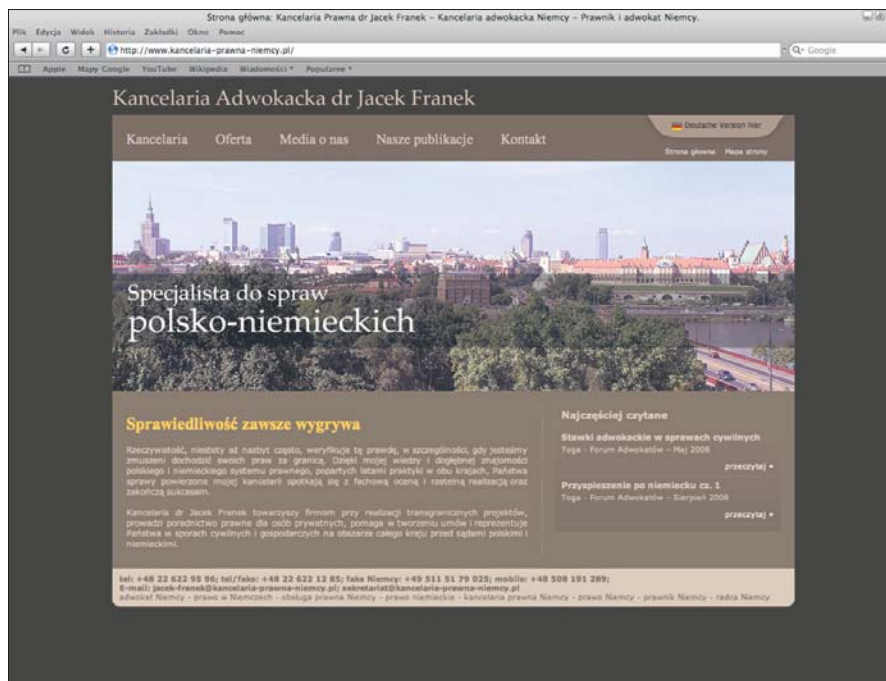 Strona główna: Kancelaria Prawna dr Jacek Franek – Kancelaria adwokacka Niemcy – Prawnik i adwokat Niemcy.
Plik Edycja Widok Historia Zakładki Okno Pomoc
http://www.kancelaria-prawna-niemcy.pl/
Google
Apple Mapy Google YouTube Wikipedia Wiadomości Popularne
Kancelaria Adwokacka dr Jacek Franek
Deutsche Version hier
Kancelaria Oferta Media o nas Nasze publikacje Kontakt
Strona główna Mapa strony
Specjalista do spraw
polsko-niemieckich
Sprawiedliwość zawsze wygrywa
Rzeczywistość, niestety aż nazbyt często, weryfikuje tą prawdę, w szczególności, gdy jesteśmy
zmuszeni dochodzić swoich praw za granicą. Dzięki mojej wiedzy i dogłębnej znajomości
polskiego i niemieckiego systemu prawnego, popartych latami praktyki w obu krajach, Państwa
sprawy powierzone mojej kancelarii spotkają się z fachową oceną i rzetelną realizacją oraz
zakończą sukcesem.
Kancelaria dr Jacek Franek towarzyszy firmom przy realizacji transgranicznych projektów,
prowadzi poradnictwo prawne dla osób prywatnych, pomaga w tworzeniu umów i reprezentuje
Państwa w sporach cywilnych i gospodarczych na obszarze całego kraju przed sądami polskimi i
niemieckimi.
Najczęściej czytane
Stawki adwokackie w sprawach cywilnych
Toga - Forum Adwokatów – Maj 2008
przeczytaj
Przyspieszenie po niemiecku cz. 1
Toga - Forum Adwokatów – Sierpień 2008
przeczytaj
tel: +48 22 622 95 96; tel/faks: +48 22 622 12 85; faks Niemcy: +49 511 51 79 025; mobile: +48 508 191 289;
E-mail: jacek-franek@kancelaria-prawna-niemcy.pl; sekretariat@kancelaria-prawna-niemcy.pl
adwokat Niemcy - prawo w Niemczech - obsługa prawna Niemcy - prawo niemieckie - kancelaria prawna Niemcy - prawo Niemcy - prawnik Niemcy - radca Niemcy